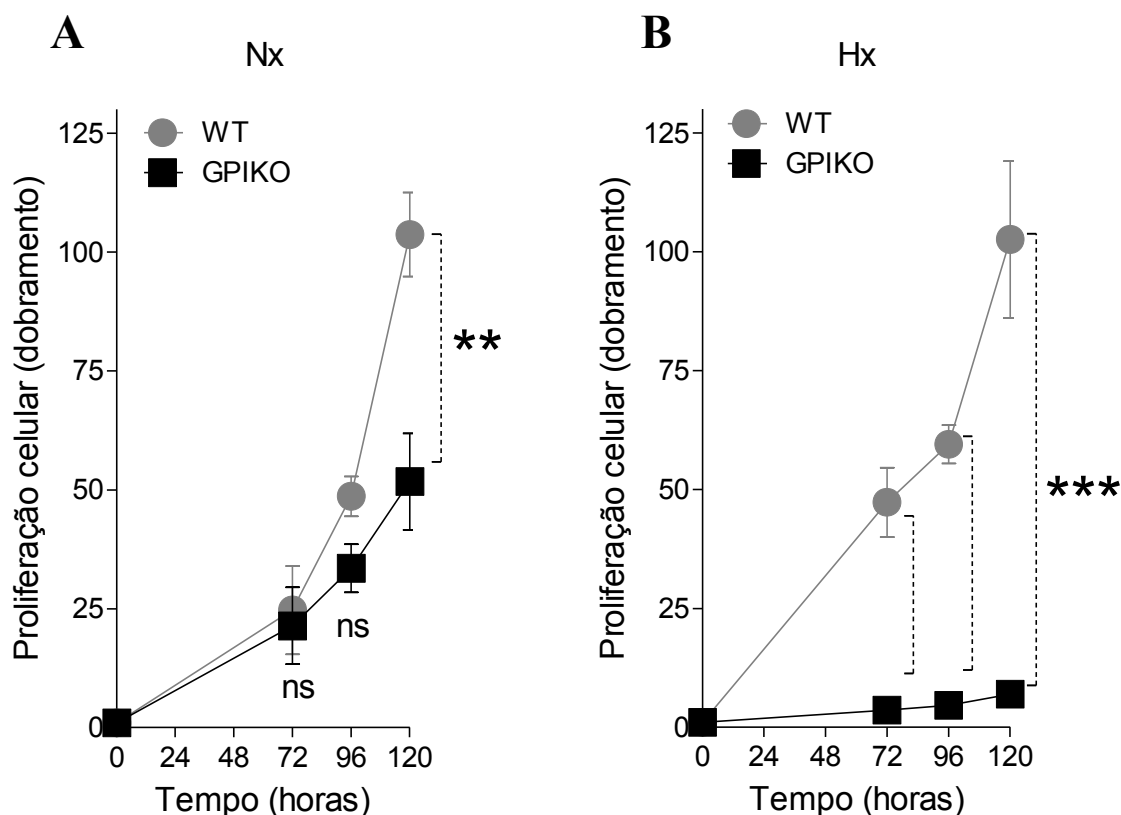 A
Nx
WT
GPIKO
Proliferação celular (dobramento)
125
100
75
50
25
0
**
ns
ns
0 24 48 72 96 120
Tempo (horas)
B
Hx
WT
GPIKO
Proliferação celular (dobramento)
125
100
75
50
25
0
***
0 24 48 72 96 120
Tempo (horas)